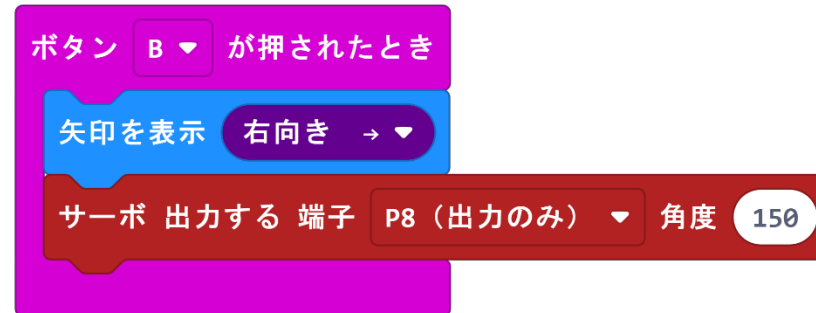 ボタン B が押されたとき
矢印を表示 右向き →
サーボ 出力する 端子 P8（出力のみ） 角度 150